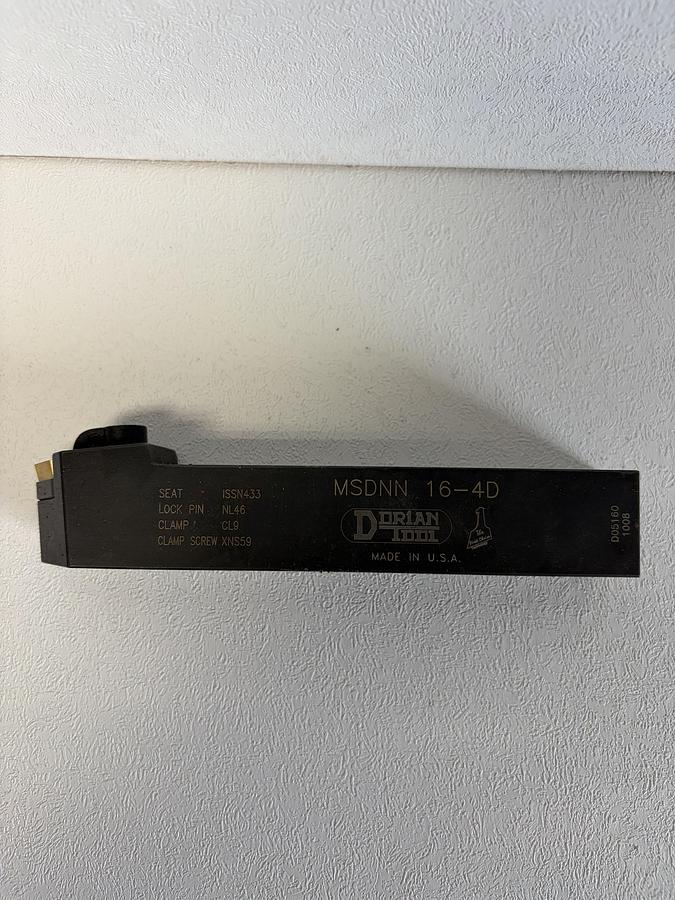 MSDNN 16-4D
SEAT ISSN433
LOCK PIN NL46
CLAMP CL9
CLAMP SCREW XNS59
DORIAN
TOOL
MADE IN U.S.A.
D05160
1008